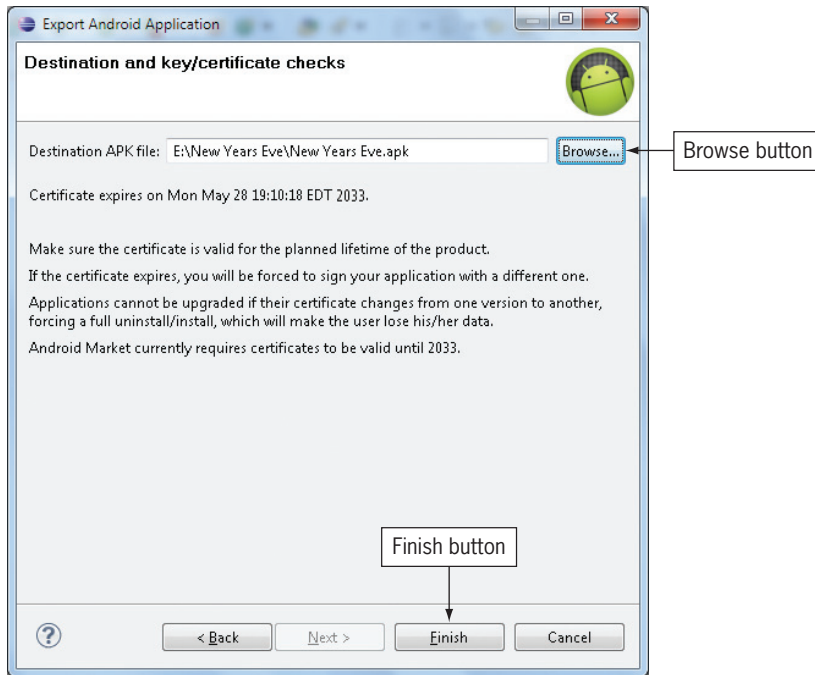 Export Android Application
Destination and key/certificate checks
Destination APK file: E:\New Years Eve\New Years Eve.apk Browse...
Browse button
Certificate expires on Mon May 28 19:10:18 EDT 2033.
Make sure the certificate is valid for the planned lifetime of the product.
If the certificate expires, you will be forced to sign your application with a different one.
Applications cannot be upgraded if their certificate changes from one version to another,
forcing a full uninstall/install, which will make the user lose his/her data.
Android Market currently requires certificates to be valid until 2033.
Finish button
? < Back Next > Finish Cancel